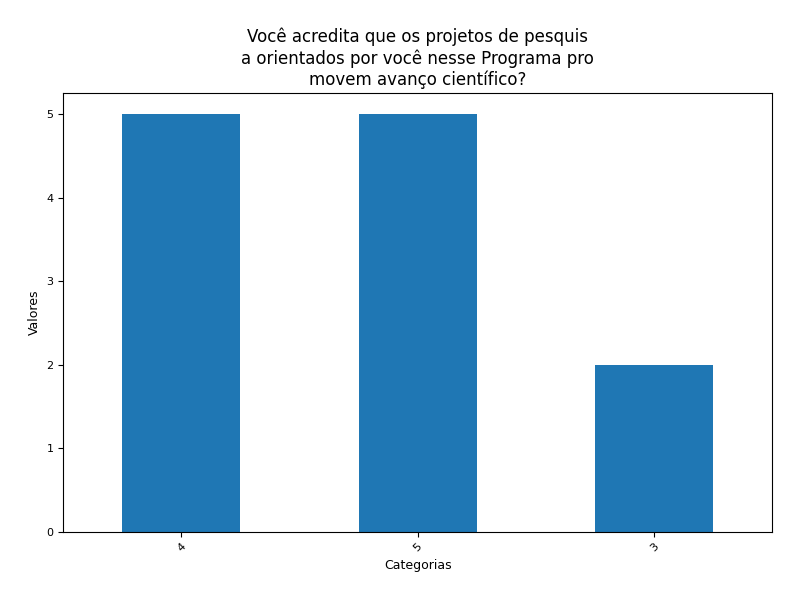 Você acredita que os projetos de pesquis
a orientados por você nesse Programa pro
movem avanço científico?
5
4
3
2
1
0
Valores
4
5
3
Categorias